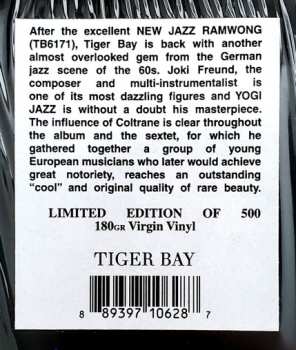 After the excellent NEW JAZZ RAMWONG
(TB6171), Tiger Bay is back with another
almost overlooked gem from the German
jazz scene of the 60s. Joki Freund, the
composer and multi-instrumentalist is
one of its most dazzling figures and YOGI
JAZZ is without a doubt his masterpiece.
The influence of Coltrane is clear throughout
the album and the sextet, for which he
gathered together a group of young
European musicians who later would achieve
great notoriety, reaches an outstanding
"cool" and original quality of rare beauty.
LIMITED EDITION OF 500
180GR Virgin Vinyl
TIGER BAY
8 89397 10628 7